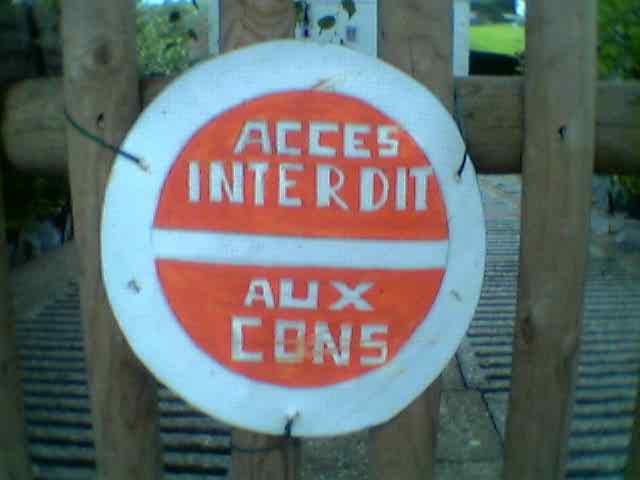 ACCES
INTERDIT
AUX
CONS